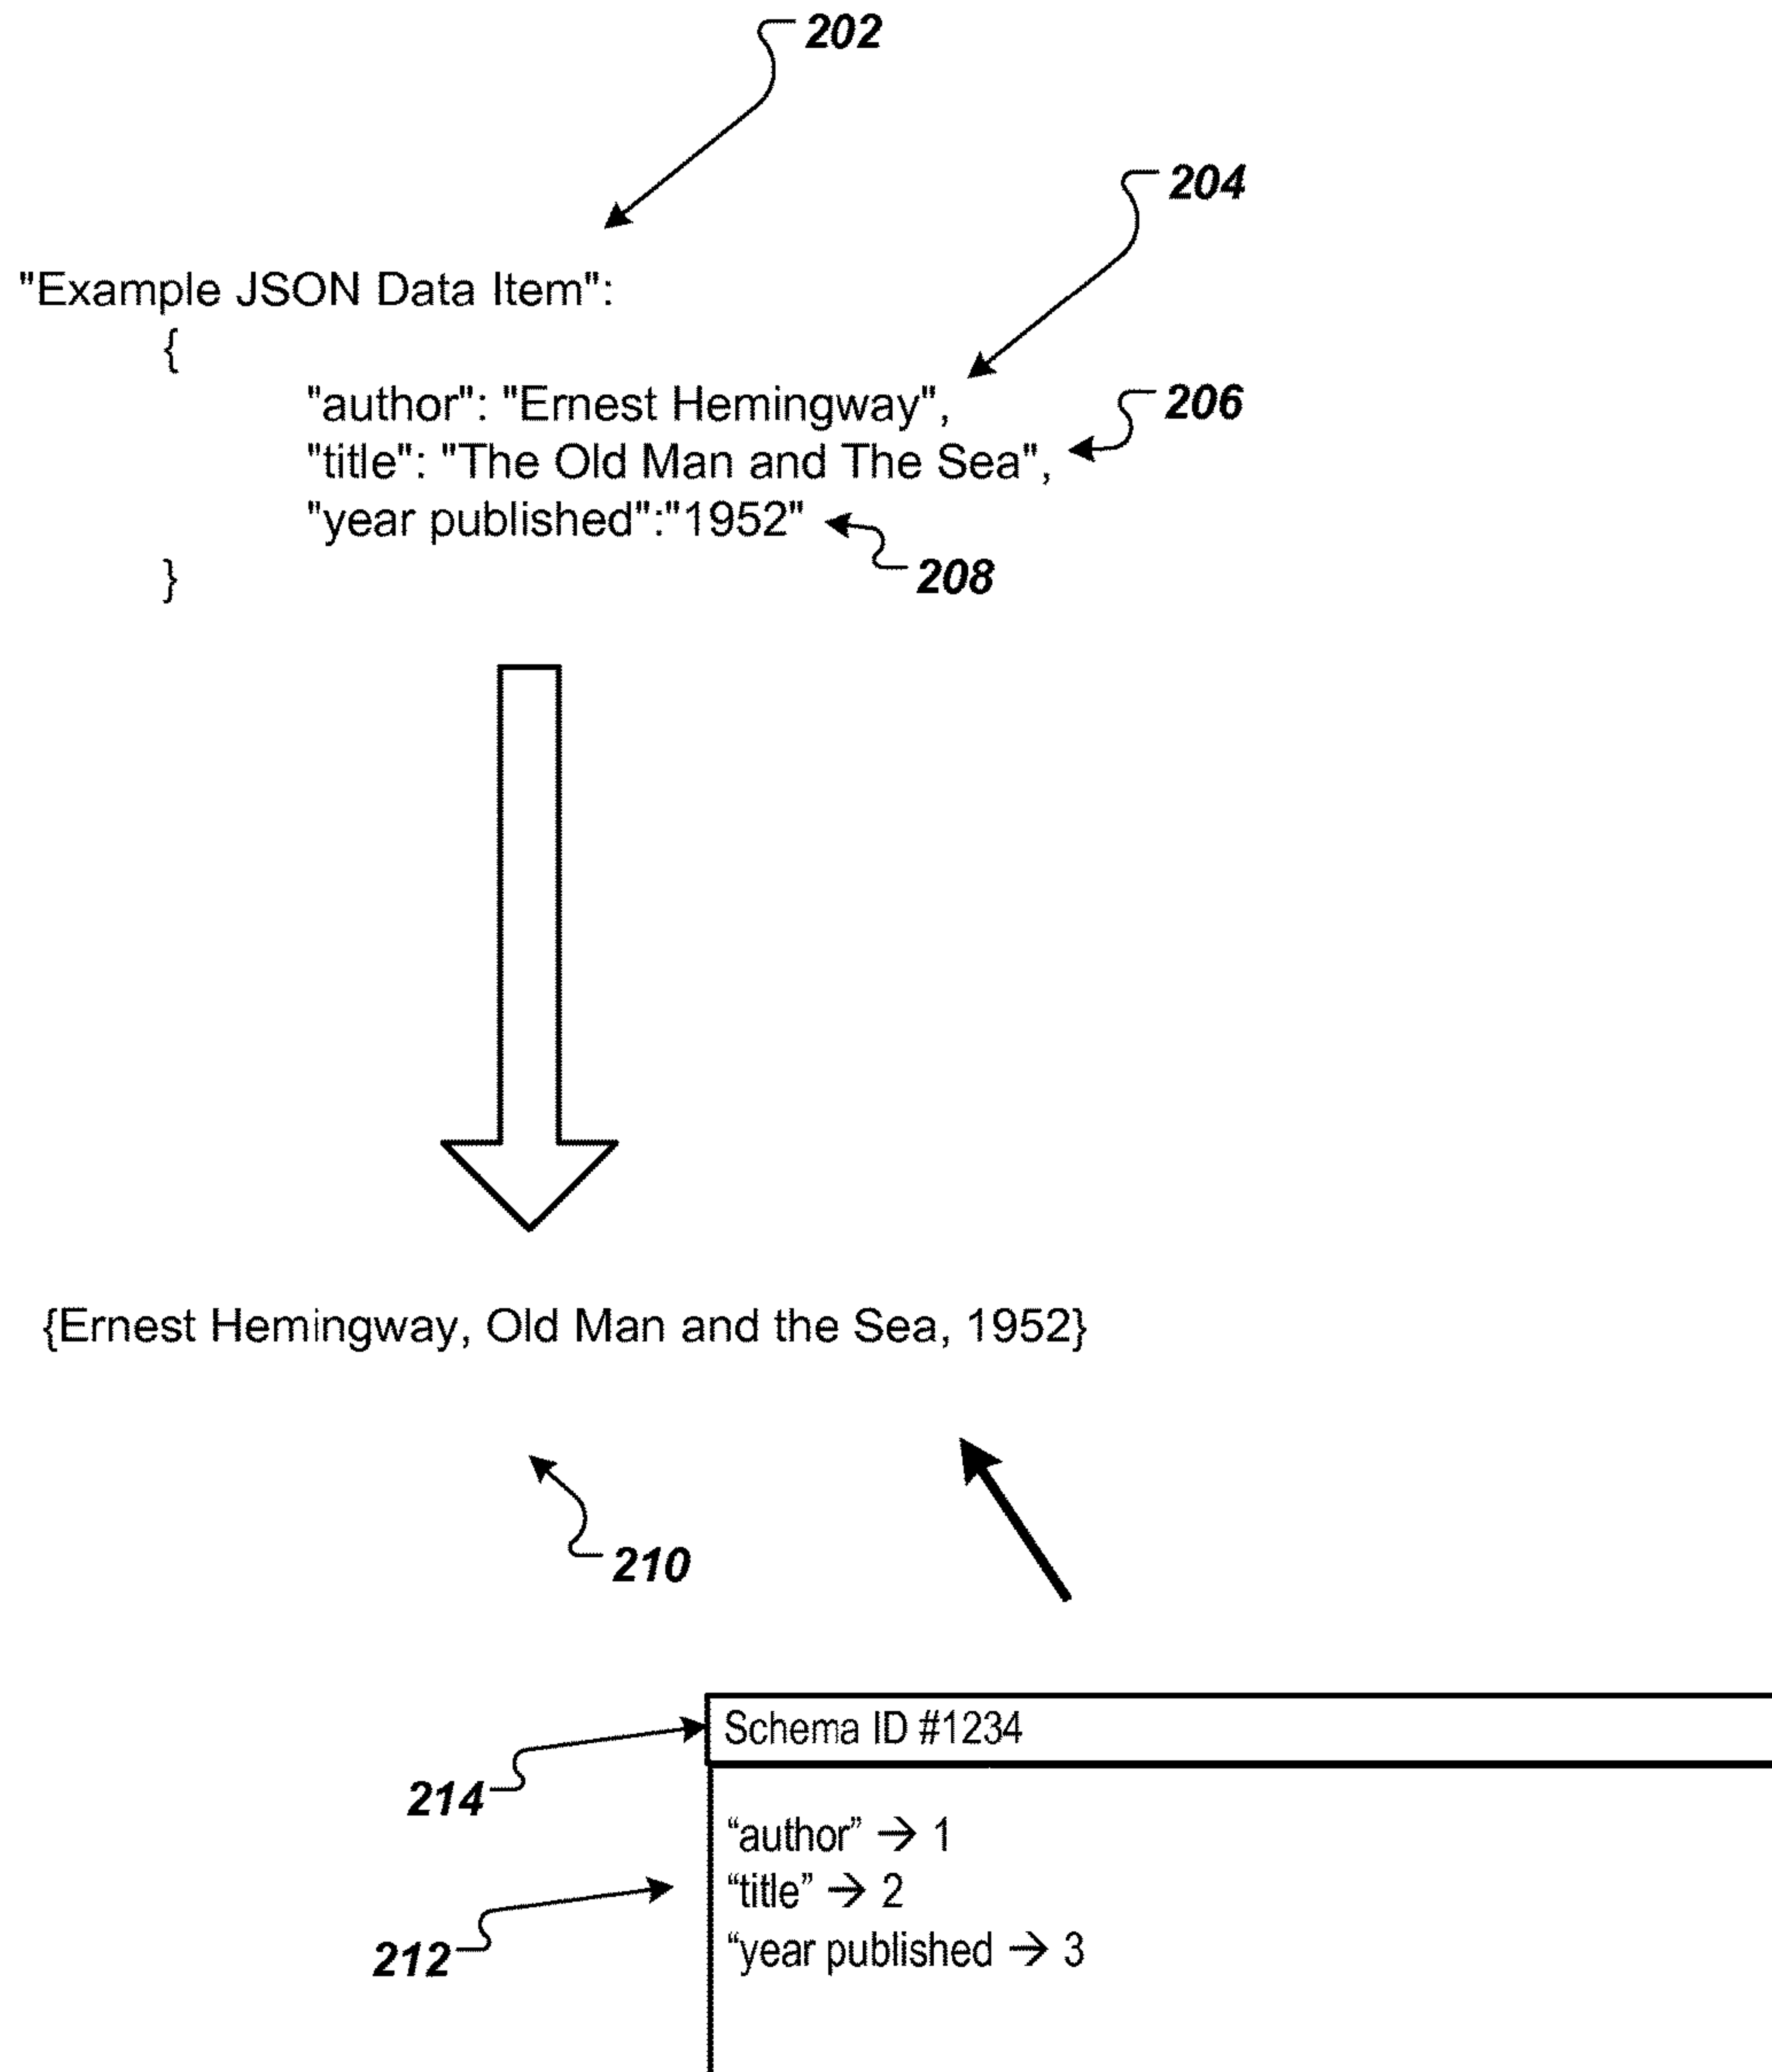 202
204
"Example JSON Data Item":
{
"author": "Ernest Hemingway",
206
"title": "The Old Man and The Sea",
"year published":"1952"
208
}
{Ernest Hemingway, Old Man and the Sea, 1952}
210
Schema ID #1234
214
“author” → 1
“title” → 2
“year published → 3
212